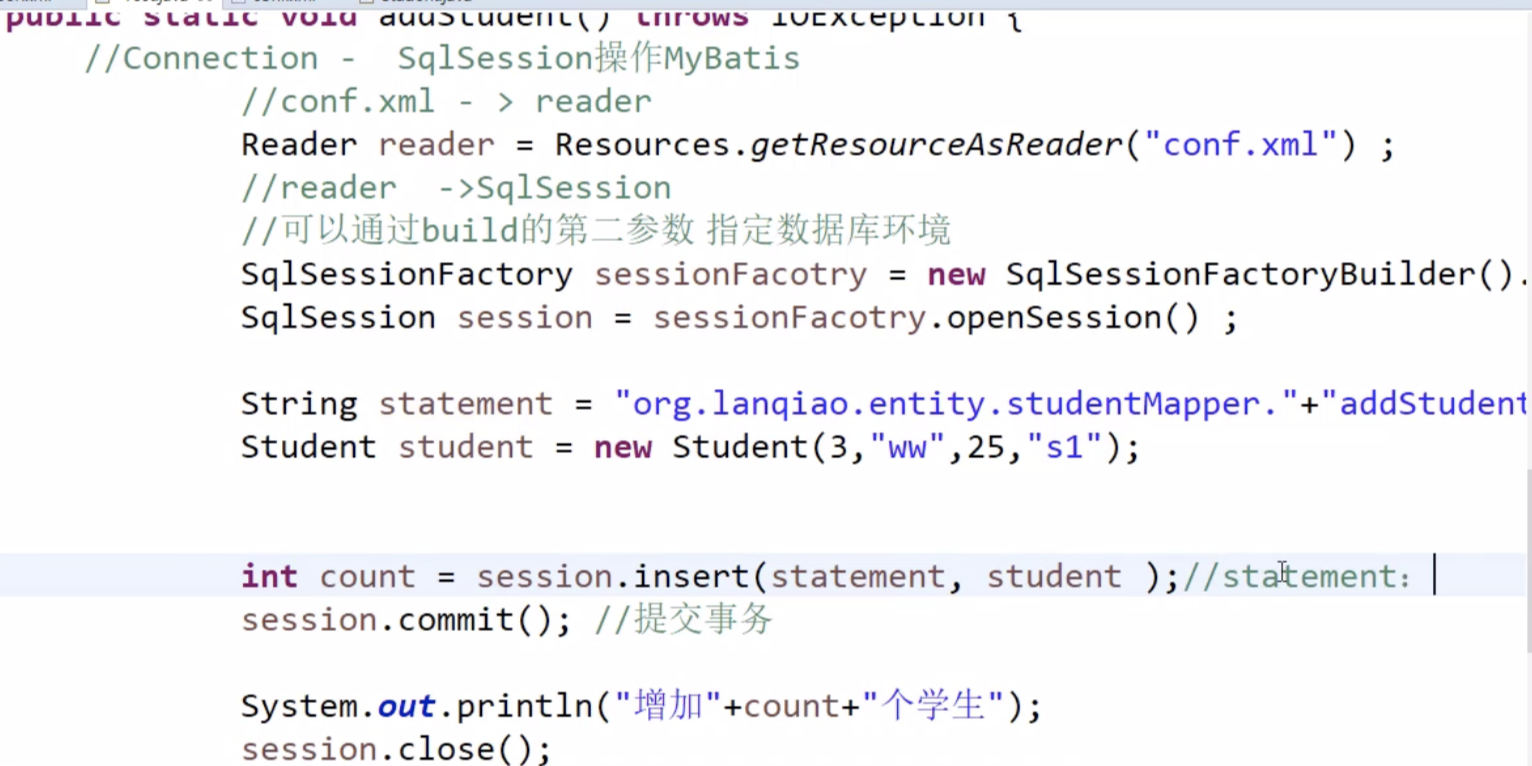 public static void addStudent() throws IOException {
//Connection -  SqlSession操作MyBatis
//conf.xml - > reader
Reader reader = Resources.getResourceAsReader("conf.xml") ;
//reader  ->SqlSession
//可以通过build的第二参数 指定数据库环境
SqlSessionFactory sessionFacotry = new SqlSessionFactoryBuilder().
SqlSession session = sessionFacotry.openSession() ;
String statement = "org.lanqiao.entity.studentMapper."+"addStudent
Student student = new Student(3,"ww",25,"s1");
int count = session.insert(statement, student );//statement：
session.commit(); //提交事务
System.out.println("增加"+count+"个学生");
session.close();